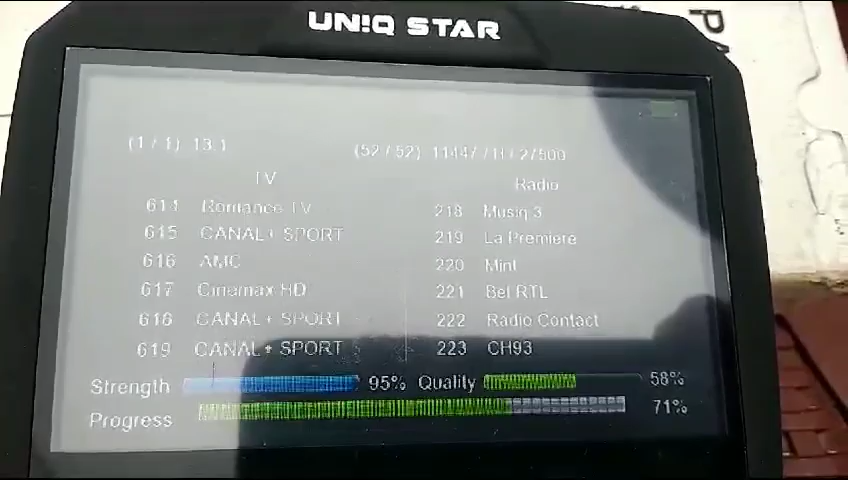 UN!Q STAR
(1 / 1) 13.1
(52 / 52) 11447 / H / 27500
TV
Radio
614 Romance TV
218 Musiq 3
615 CANAL+ SPORT
219 La Premiere
616 AMC
220 Mint
617 Cinemax HD
221 Bel RTL
618 CANAL+ SPORT
222 Radio Contact
619 CANAL+ SPORT
223 CH93
Strength 95% Quality 58%
Progress 71%